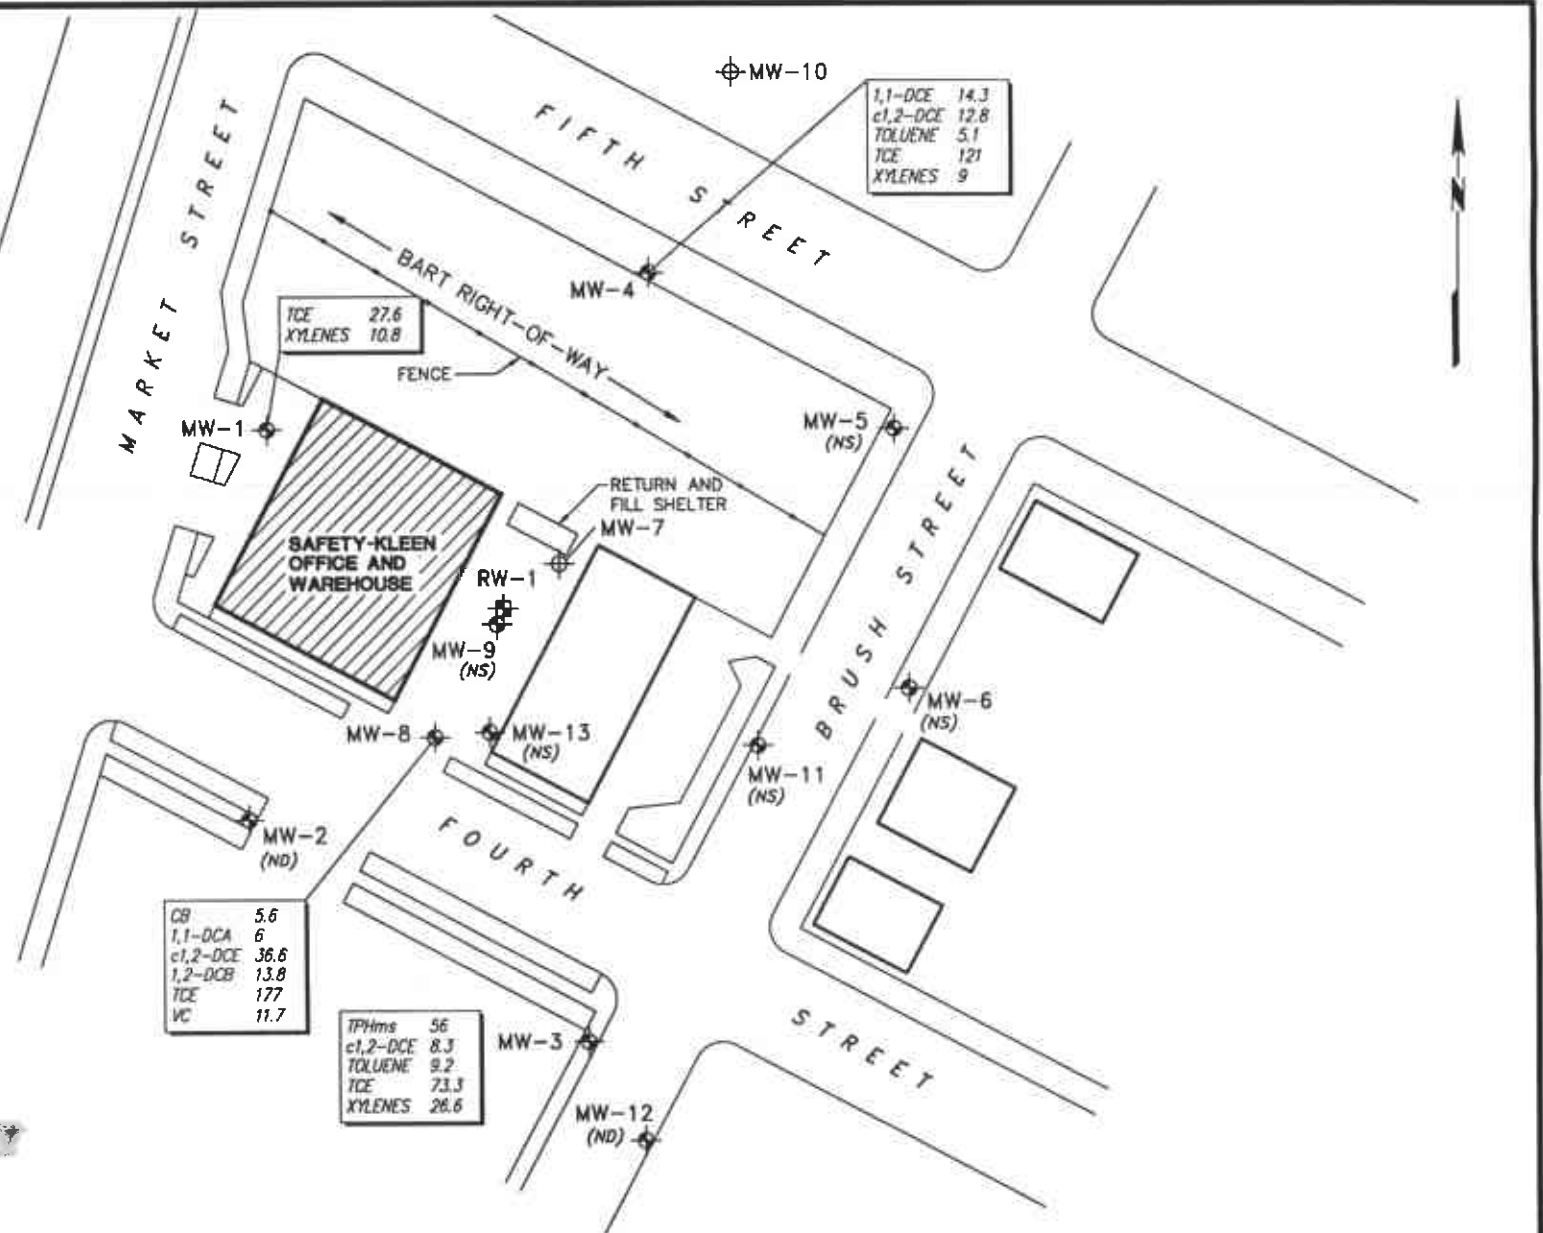 MW-10
1,1-DCE 14.3
c1,2-DCE 12.8
TOLUENE 5.1
TCE 121
XYLENES 9
N
FIFTH STREET
MARKET STREET
BART RIGHT-OF-WAY
MW-4
TCE 27.6
XYLENES 10.8
FENCE
MW-1
MW-5
(NS)
RETURN AND
FILL SHELTER
MW-7
SAFETY-KLEEN
OFFICE AND
WAREHOUSE
RW-1
MW-9
(NS)
BRUSH STREET
MW-6
(NS)
MW-8
MW-13
(NS)
MW-11
(NS)
MW-2
(ND)
FOURTH STREET
CB 5.6
1,1-DCA 6
c1,2-DCE 36.6
1,2-DCB 13.8
TCE 177
VC 11.7
TPHms 56
c1,2-DCE 8.3
TOLUENE 9.2
TCE 73.3
XYLENES 26.6
MW-3
MW-12
(ND)